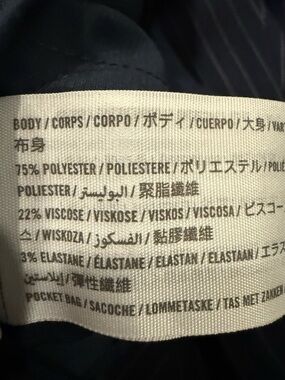 BODY / CORPS / CORPO / ボディ / CUERPO / 大身 / VAR
布身
75% POLYESTER / POLIESTERE / ポリエステル / POLIE
POLIESTER / البوليستر / 聚脂纖維
22% VISCOSE / VISKOSE / VISKOS / VISCOSA / ビスコー
ス / WISKOZA / الفسكوز / 黏膠纖維
3% ELASTANE / ÉLASTANE / ELASTAN / ELASTAAN / エラス
إيلاستين / 彈性纖維
POCKET BAG / SACOCHE / LOMMETASKE / TAS MET ZAKKEN